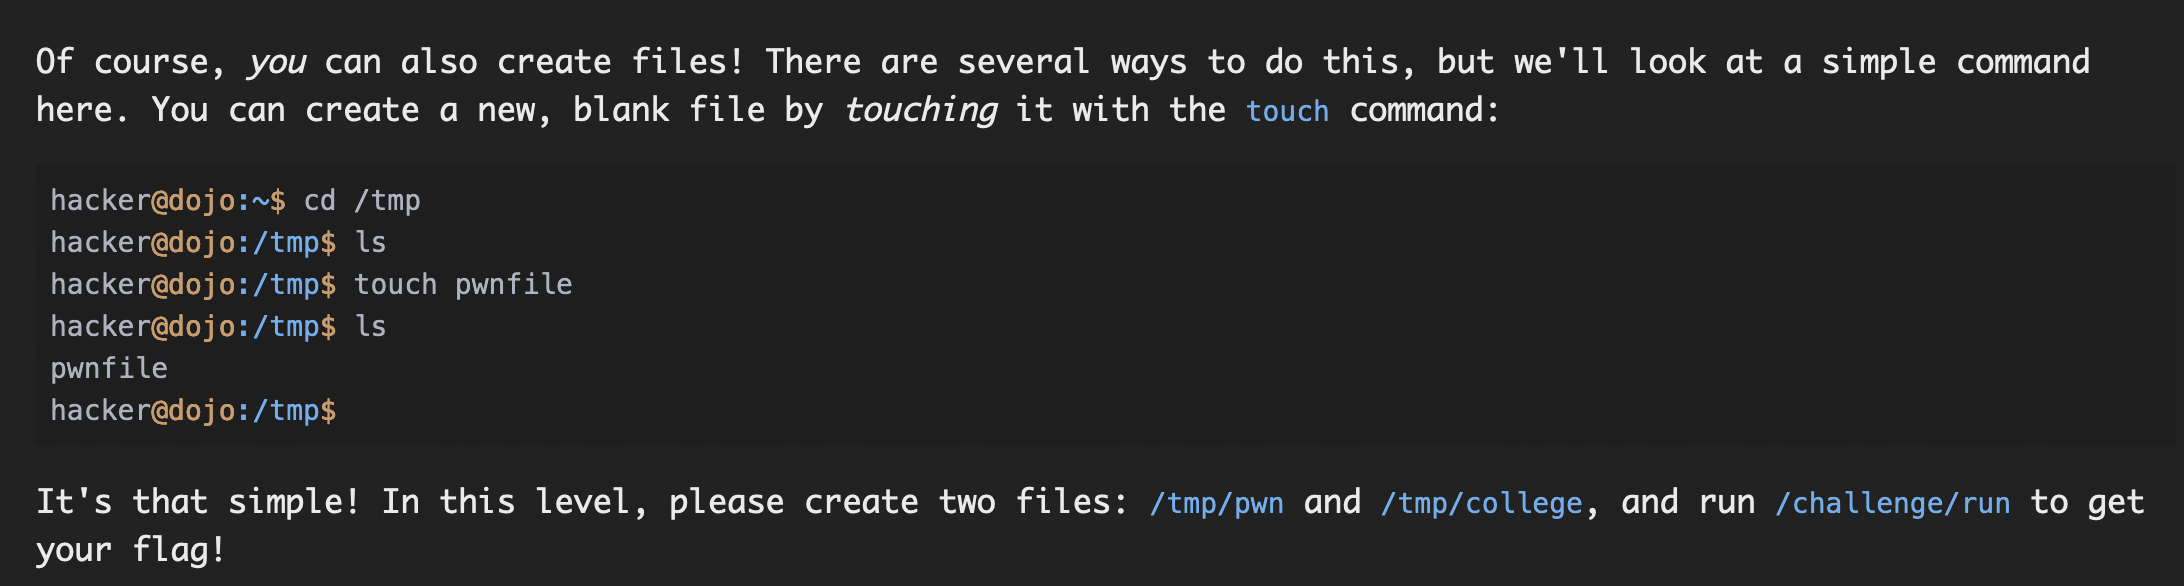 Of course, you can also create files! There are several ways to do this, but we'll look at a simple command
here. You can create a new, blank file by touching it with the touch command:
hacker@dojo:~$ cd /tmp
hacker@dojo:/tmp$ ls
hacker@dojo:/tmp$ touch pwnfile
hacker@dojo:/tmp$ ls
pwnfile
hacker@dojo:/tmp$
It's that simple! In this level, please create two files: /tmp/pwn and /tmp/college, and run /challenge/run to get
your flag!